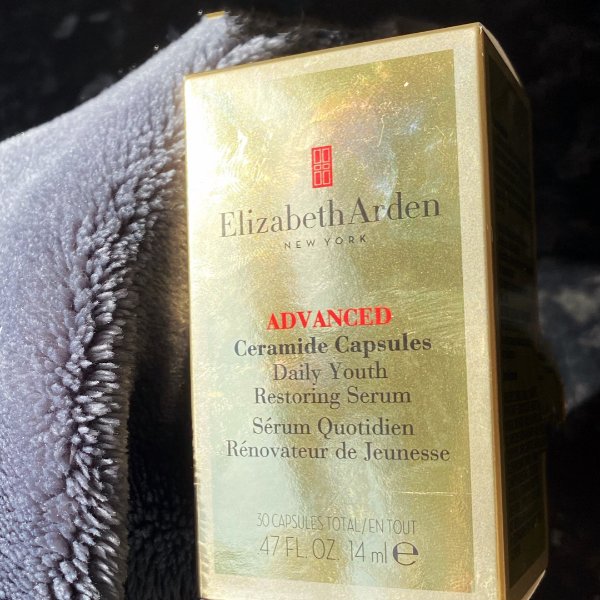 Elizabeth Arden
NEW YORK
ADVANCED
Ceramide Capsules
Daily Youth
Restoring Serum
Sérum Quotidien
Rénovateur de Jeunesse
30 CAPSULES TOTAL/EN TOUT
.47 FL. OZ. 14 ml ℮